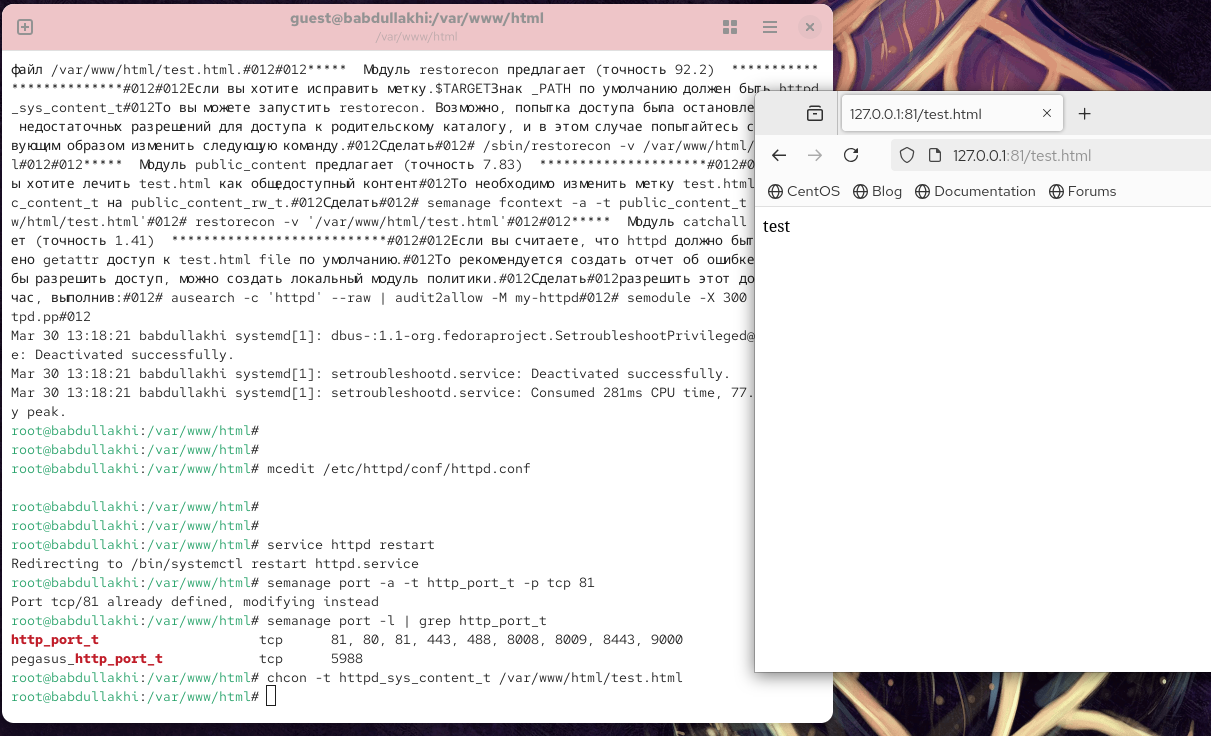 guest@babdullakhi:/var/www/html
/var/www/html
файл /var/www/html/test.html.#012#012***** Модуль restorecon предлагает (точность 92.2) ***********
**************#012#012Если вы хотите исправить метку.$TARGETЗнак _PATH по умолчанию должен быть httpd
_sys_content_t#012То вы можете запустить restorecon. Возможно, попытка доступа была остановле
недостаточных разрешений для доступа к родительскому каталогу, и в этом случае попытайтесь с
вующим образом изменить следующую команду.#012Сделать#012# /sbin/restorecon -v /var/www/html/
l#012#012***** Модуль public_content предлагает (точность 7.83) *********************#012#0
ы хотите лечить test.html как общедоступный контент#012То необходимо изменить метку test.html
c_content_t на public_content_rw_t.#012Сделать#012# semanage fcontext -a -t public_content_t
w/html/test.html'#012# restorecon -v '/var/www/html/test.html'#012#012***** Модуль catchall
ет (точность 1.41) ***************************#012#012Если вы считаете, что httpd должно быт
ено getattr доступ к test.html file по умолчанию.#012То рекомендуется создать отчет об ошибке
бы разрешить доступ, можно создать локальный модуль политики.#012Сделать#012разрешить этот до
час, выполнив:#012# ausearch -c 'httpd' --raw | audit2allow -M my-httpd#012# semodule -X 300
tpd.pp#012
Mar 30 13:18:21 babdullakhi systemd[1]: dbus-:1.1-org.fedoraproject.SetroubleshootPrivileged@
e: Deactivated successfully.
Mar 30 13:18:21 babdullakhi systemd[1]: setroubleshootd.service: Deactivated successfully.
Mar 30 13:18:21 babdullakhi systemd[1]: setroubleshootd.service: Consumed 281ms CPU time, 77.
y peak.
root@babdullakhi:/var/www/html#
root@babdullakhi:/var/www/html#
root@babdullakhi:/var/www/html# mcedit /etc/httpd/conf/httpd.conf
root@babdullakhi:/var/www/html#
root@babdullakhi:/var/www/html#
root@babdullakhi:/var/www/html# service httpd restart
Redirecting to /bin/systemctl restart httpd.service
root@babdullakhi:/var/www/html# semanage port -a -t http_port_t -p tcp 81
Port tcp/81 already defined, modifying instead
root@babdullakhi:/var/www/html# semanage port -l | grep http_port_t
http_port_t tcp 81, 80, 81, 443, 488, 8008, 8009, 8443, 9000
pegasus_http_port_t tcp 5988
root@babdullakhi:/var/www/html# chcon -t httpd_sys_content_t /var/www/html/test.html
root@babdullakhi:/var/www/html#
127.0.0.1:81/test.html
127.0.0.1:81/test.html
CentOS Blog Documentation Forums
test